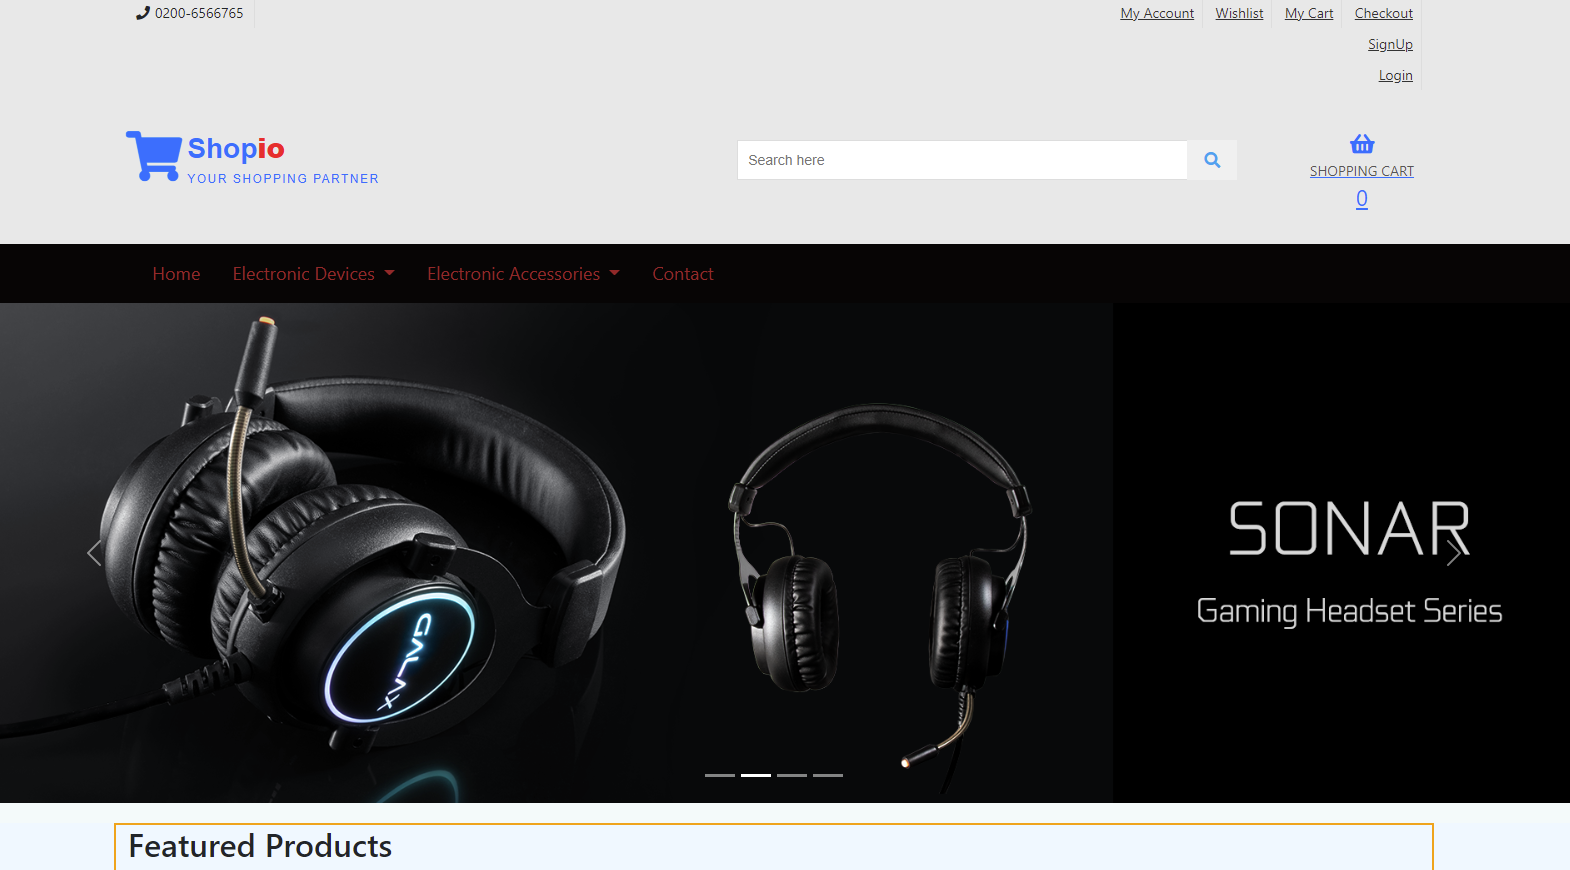 0200-6566765
My Account Wishlist My Cart Checkout
SignUp
Login
Shopio
YOUR SHOPPING PARTNER
Search here
SHOPPING CART
0
Home Electronic Devices Electronic Accessories Contact
GALAX
SONAR
Gaming Headset Series
Featured Products